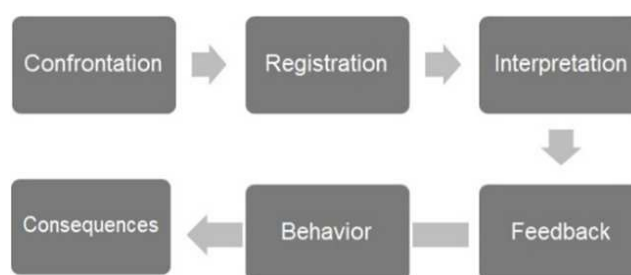 Confrontation
Registration
Interpretation
Feedback
Behavior
Consequences